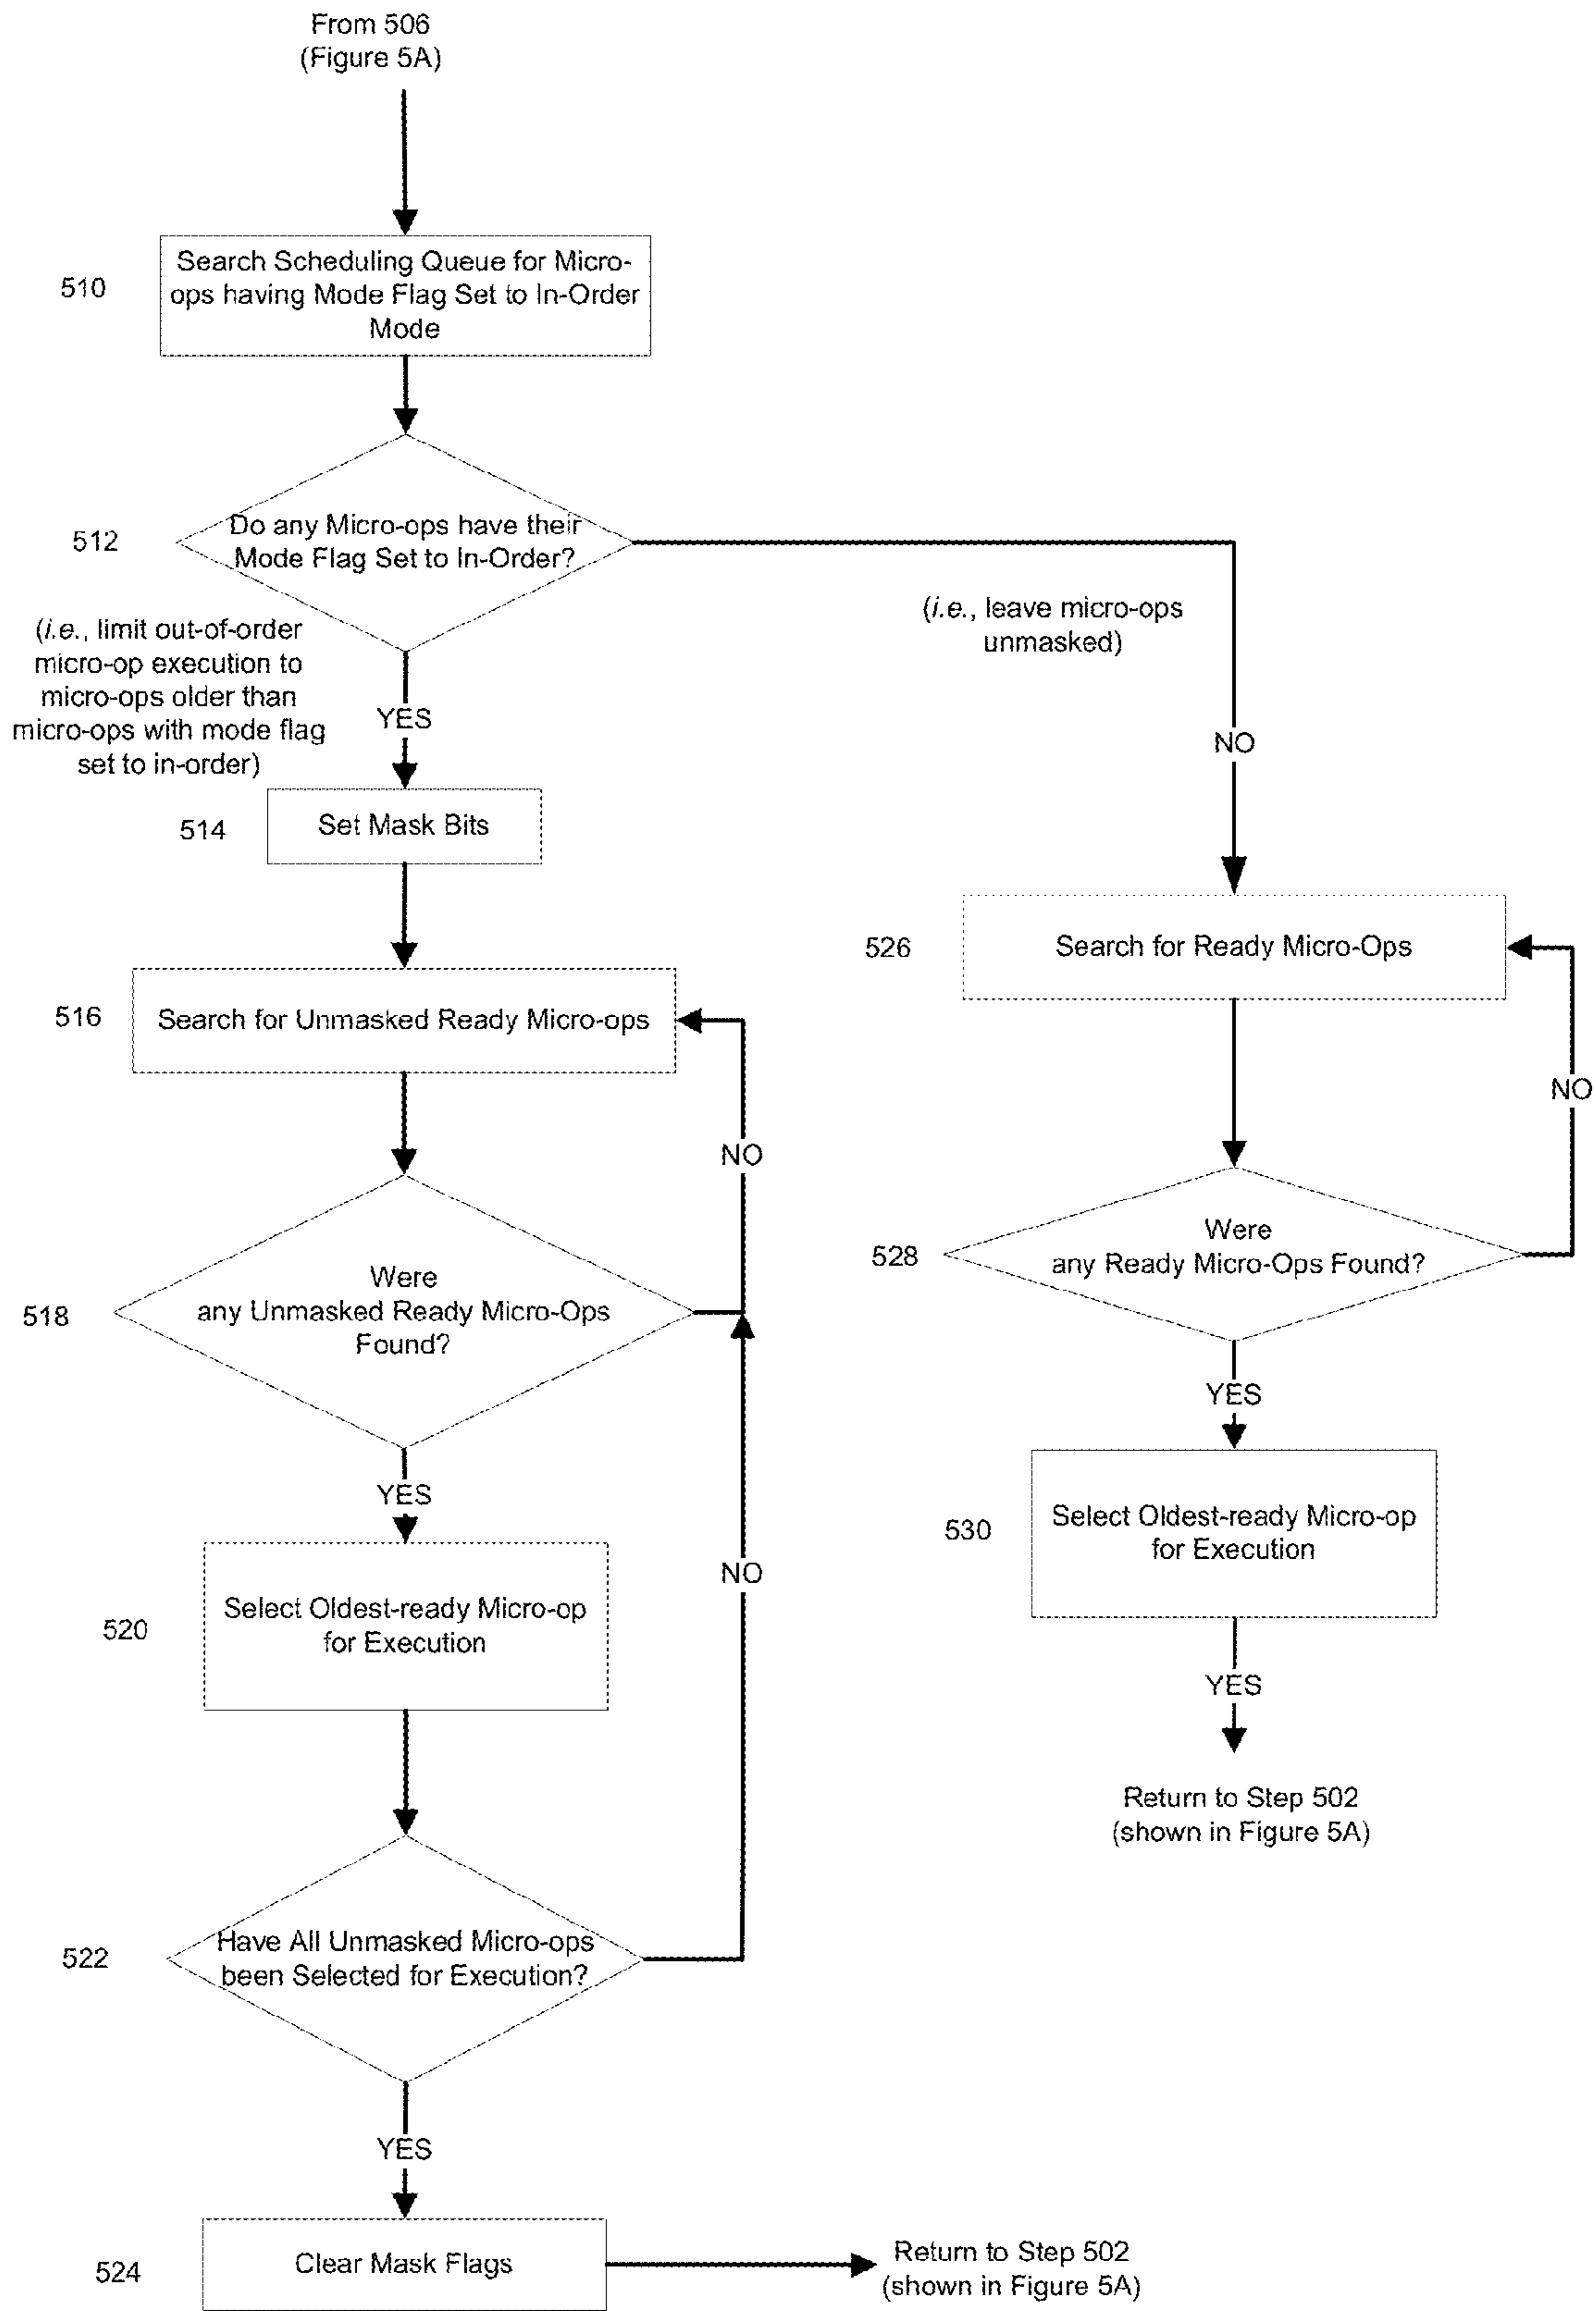 From 506
(Figure 5A)
510
Search Scheduling Queue for Micro-
ops having Mode Flag Set to In-Order
Mode
512
Do any Micro-ops have their
Mode Flag Set to In-Order?
(i.e., limit out-of-order
micro-op execution to
micro-ops older than
micro-ops with mode flag
set to in-order)
YES
(i.e., leave micro-ops
unmasked)
NO
514
Set Mask Bits
516
Search for Unmasked Ready Micro-ops
NO
518
Were
any Unmasked Ready Micro-Ops
Found?
YES
520
Select Oldest-ready Micro-op
for Execution
NO
522
Have All Unmasked Micro-ops
been Selected for Execution?
YES
524
Clear Mask Flags
Return to Step 502
(shown in Figure 5A)
526
Search for Ready Micro-Ops
NO
528
Were
any Ready Micro-Ops Found?
YES
530
Select Oldest-ready Micro-op
for Execution
YES
Return to Step 502
(shown in Figure 5A)